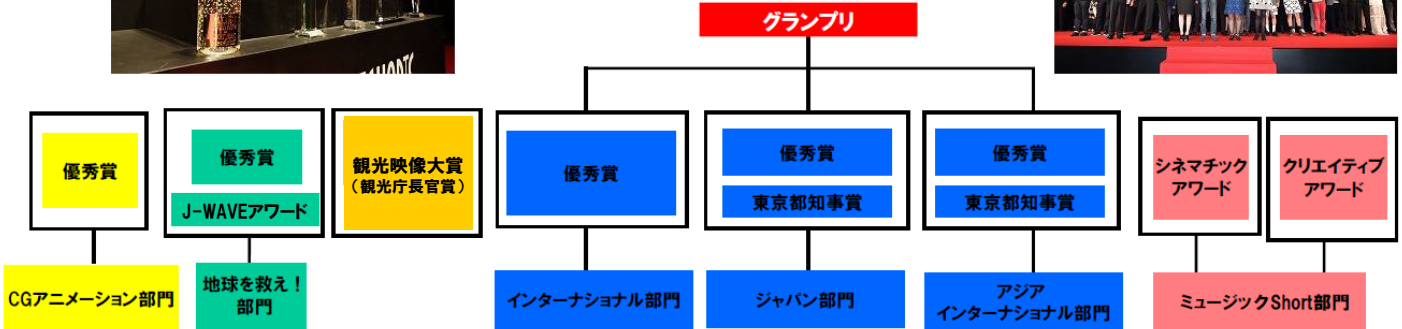 グランプリ
優秀賞
優秀賞
J-WAVEアワード
観光映像大賞
（観光庁長官賞）
優秀賞
優秀賞
東京都知事賞
優秀賞
東京都知事賞
シネマチック
アワード
クリエイティブ
アワード
CGアニメーション部門
地球を救え！
部門
インターナショナル部門
ジャパン部門
アジア
インターナショナル部門
ミュージックShort部門